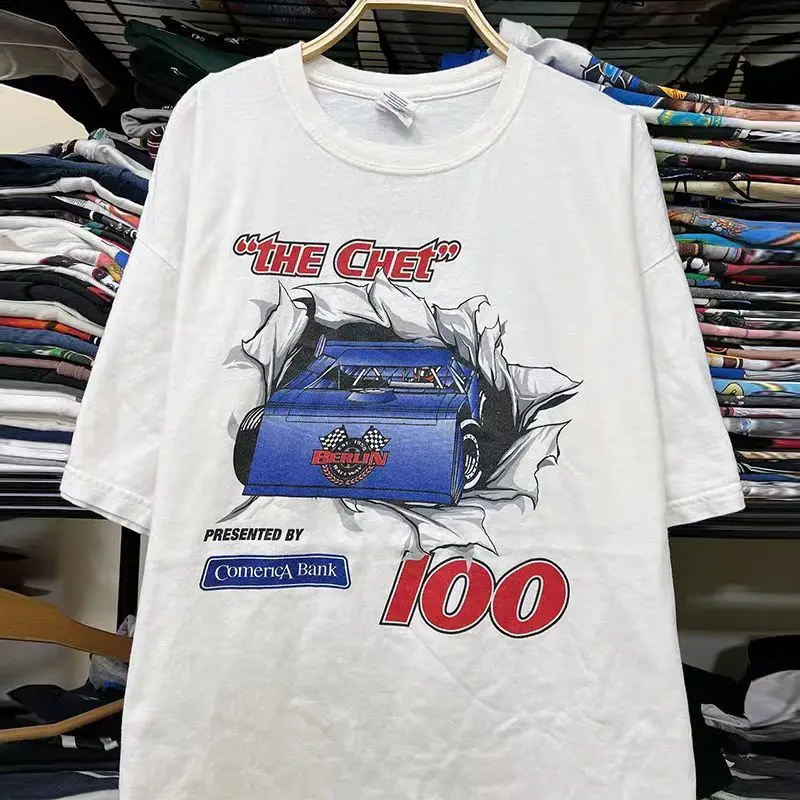 "THE CHET"
BERLIN
PRESENTED BY
COMERICA BANK
100